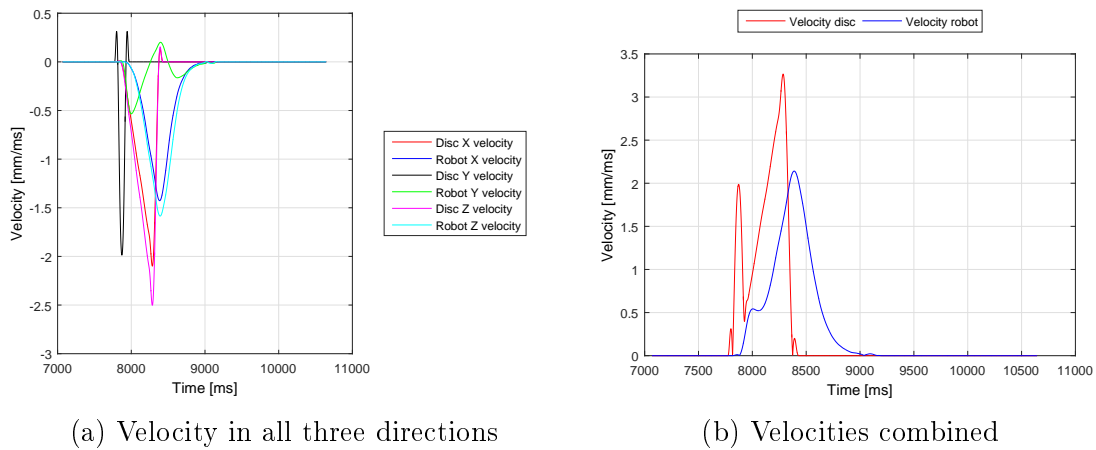 0.5
0
-0.5
-1
-1.5
-2
-2.5
-3
Velocity [mm/ms]
7000 8000 9000 10000 11000
Time [ms]
Disc X velocity
Robot X velocity
Disc Y velocity
Robot Y velocity
Disc Z velocity
Robot Z velocity
(a) Velocity in all three directions
Velocity disc Velocity robot
3.5
3
2.5
2
1.5
1
0.5
0
Velocity [mm/ms]
7000 7500 8000 8500 9000 9500 10000 10500 11000
Time [ms]
(b) Velocities combined